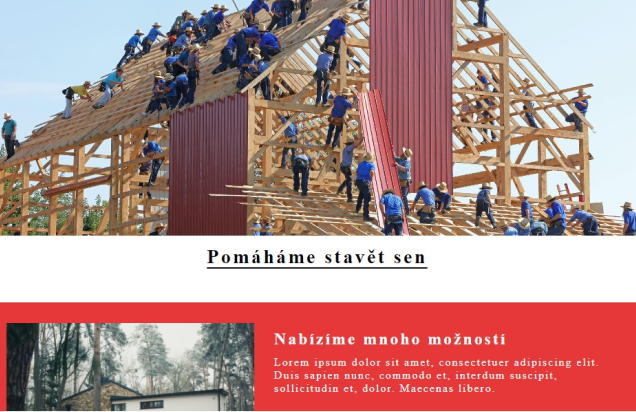 Pomáháme stavět sen
Nabízíme mnoho možností
Lorem ipsum dolor sit amet, consectetuer adipiscing elit.
Duis sapien nunc, commodo et, interdum suscipit,
sollicitudin et, dolor. Maecenas libero.